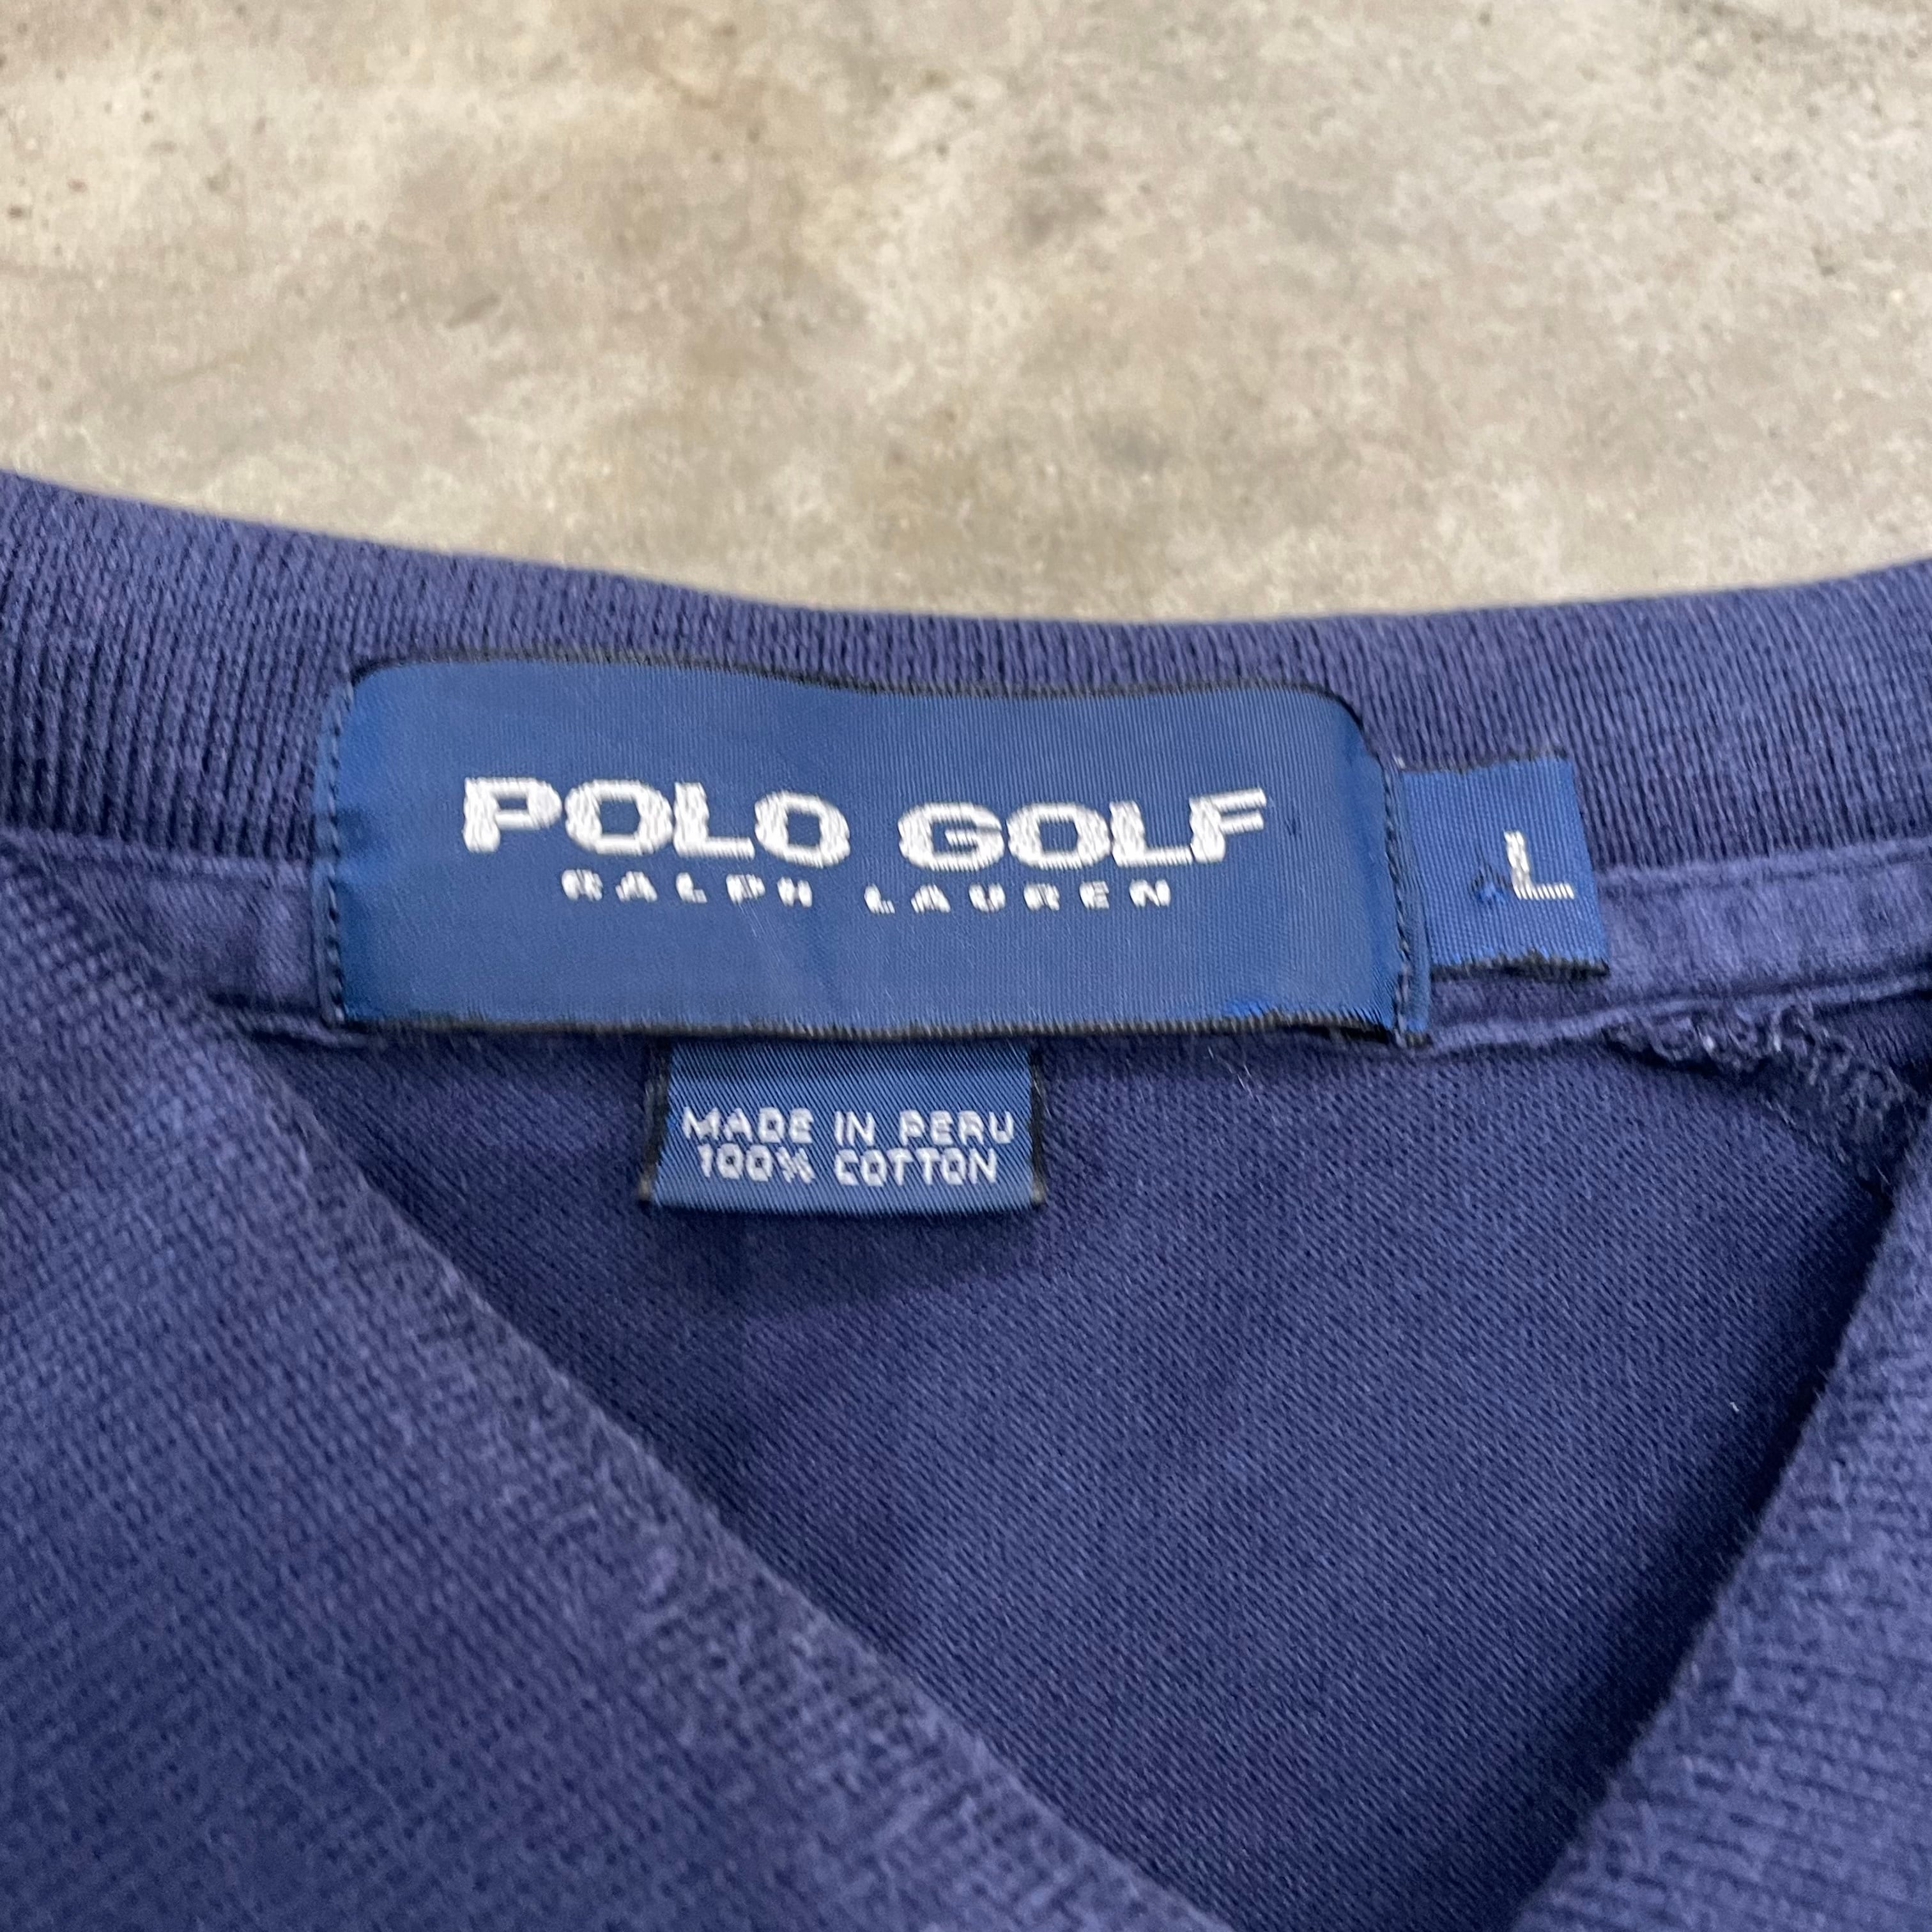 POLO GOLF
RALPH LAUREN
L
MADE IN PERU
100% COTTON